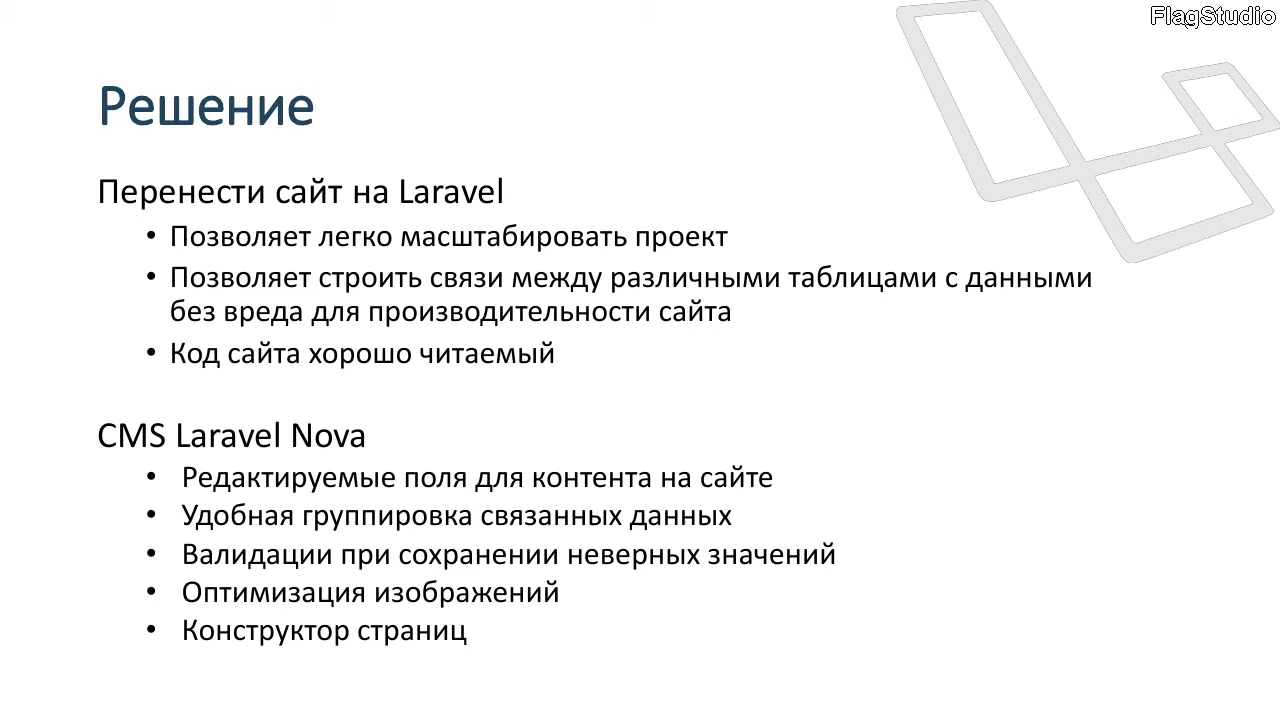 FlagStudio
Решение
Перенести сайт на Laravel
• Позволяет легко масштабировать проект
• Позволяет строить связи между различными таблицами с данными
без вреда для производительности сайта
• Код сайта хорошо читаемый
CMS Laravel Nova
• Редактируемые поля для контента на сайте
• Удобная группировка связанных данных
• Валидации при сохранении неверных значений
• Оптимизация изображений
• Конструктор страниц